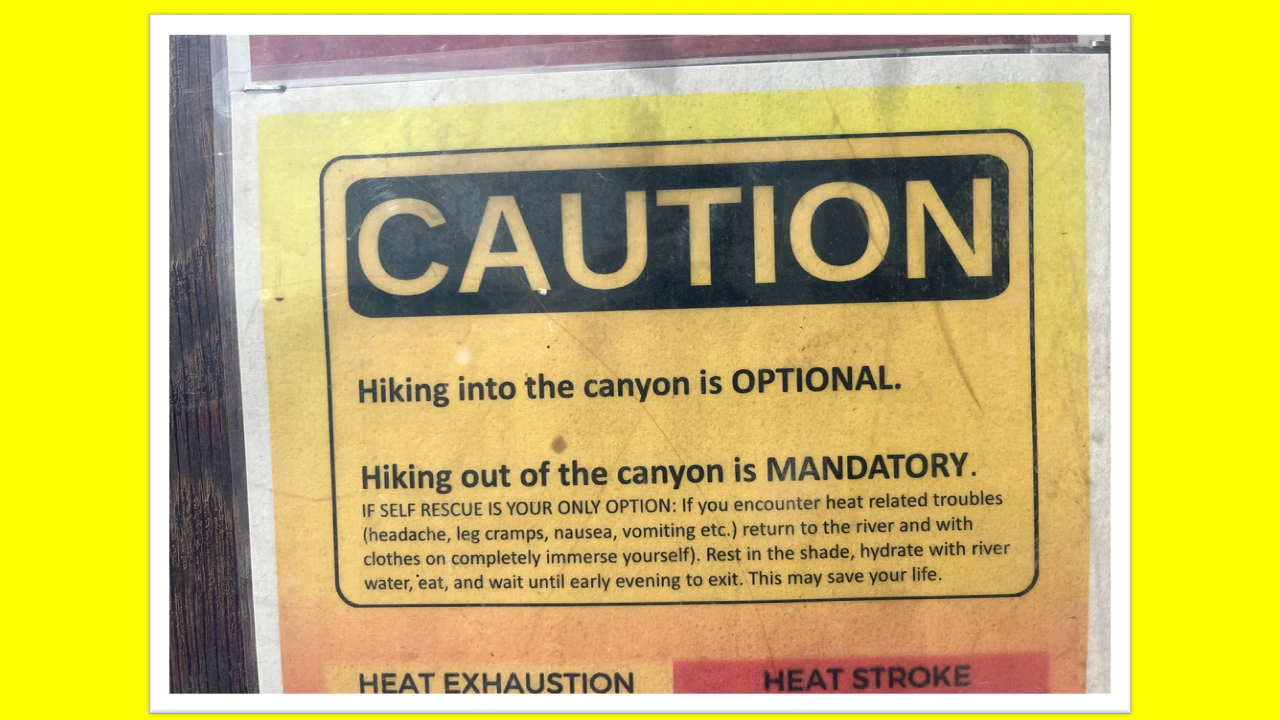 CAUTION
Hiking into the canyon is OPTIONAL.
Hiking out of the canyon is MANDATORY.
IF SELF RESCUE IS YOUR ONLY OPTION: If you encounter heat related troubles
(headache, leg cramps, nausea, vomiting etc.) return to the river and with
clothes on completely immerse yourself). Rest in the shade, hydrate with river
water, eat, and wait until early evening to exit. This may save your life.
HEAT EXHAUSTION HEAT STROKE